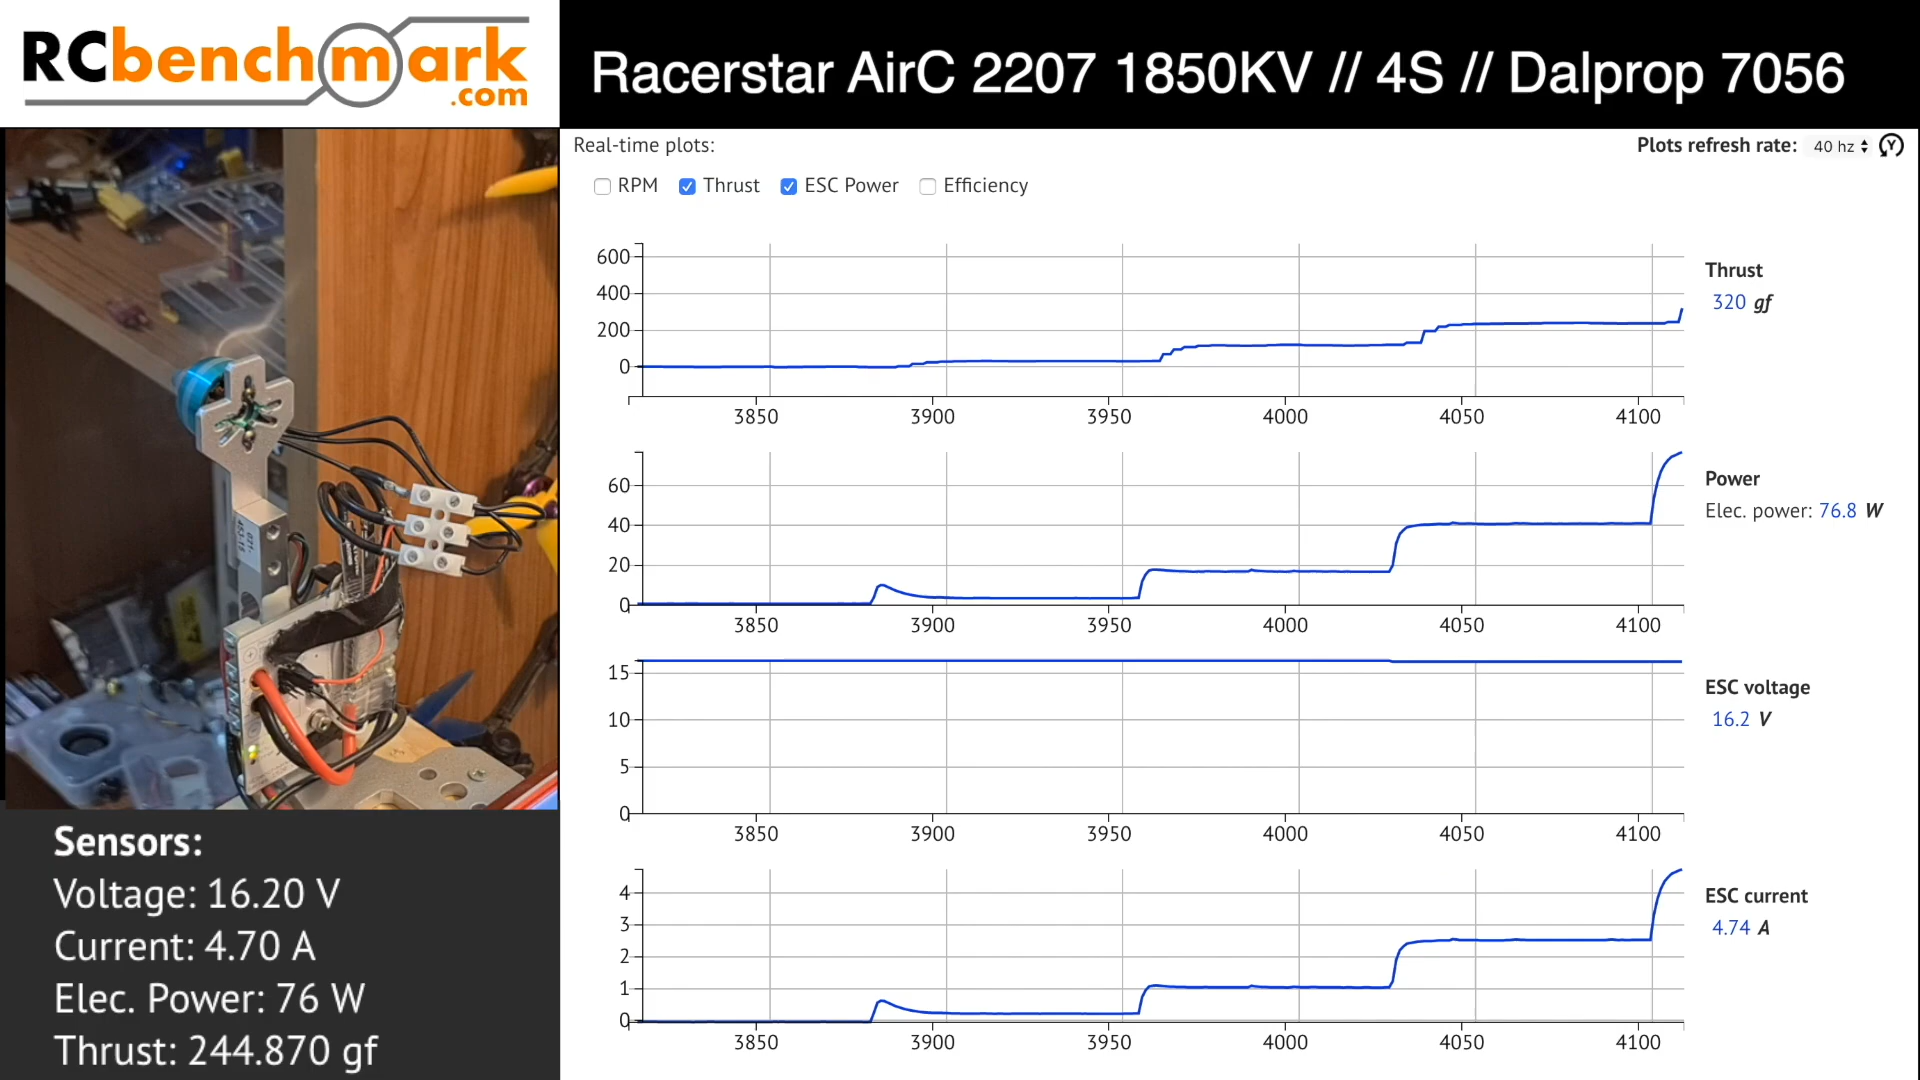 RCbenchmark
.com
Racerstar AirC 2207 1850KV // 4S // Dalprop 7056
Real-time plots:
Plots refresh rate: 40 hz
RPM Thrust ESC Power Efficiency
600
400
200
0
3850 3900 3950 4000 4050 4100
Thrust
320 gf
60
40
20
0
3850 3900 3950 4000 4050 4100
Power
Elec. power: 76.8 W
15
10
5
0
3850 3900 3950 4000 4050 4100
ESC voltage
16.2 V
4
3
2
1
0
3850 3900 3950 4000 4050 4100
ESC current
4.74 A
Sensors:
Voltage: 16.20 V
Current: 4.70 A
Elec. Power: 76 W
Thrust: 244.870 gf